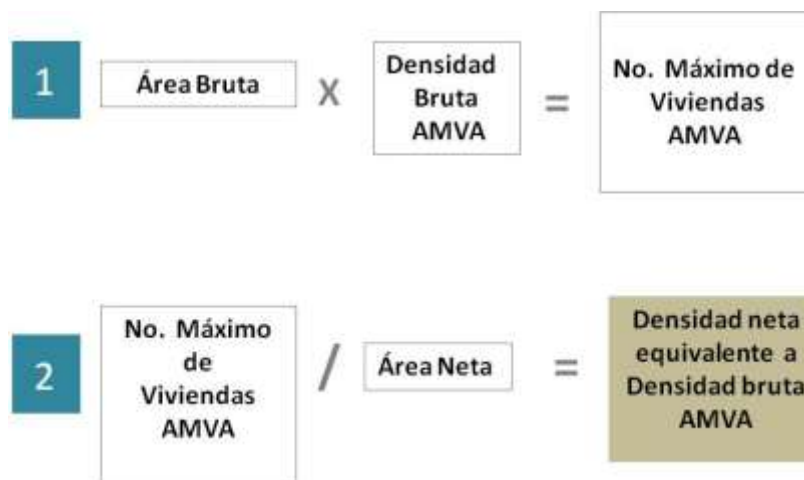 1
Área Bruta
X
Densidad
Bruta
AMVA
=
No. Máximo de
Viviendas
AMVA
2
No. Máximo
de
Viviendas
AMVA
/
Área Neta
=
Densidad neta
equivalente a
Densidad bruta
AMVA